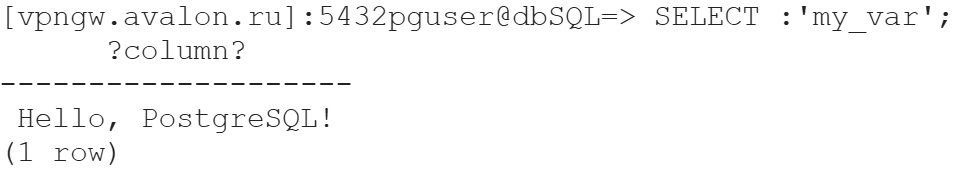 [vpngw.avalon.ru]:5432pguser@dbSQL=> SELECT :'my_var';
?column?
--------------------
Hello, PostgreSQL!
(1 row)